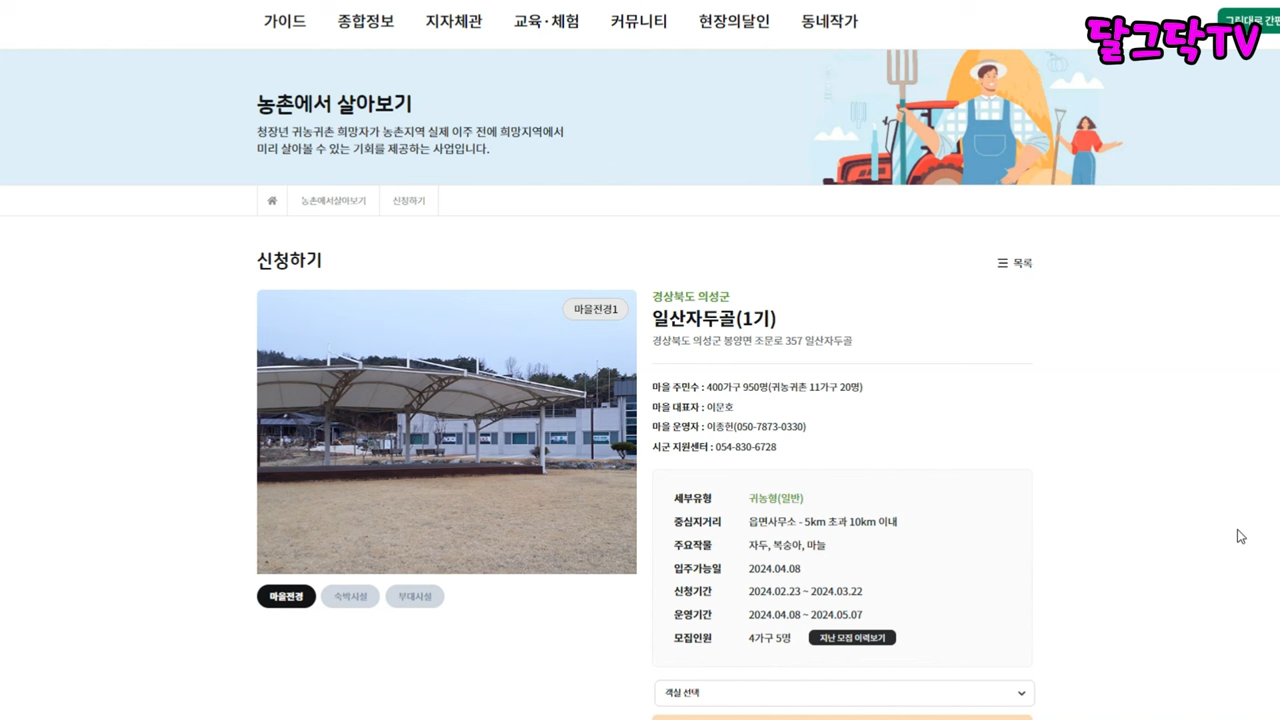 가이드 종합정보 지자체관 교육·체험 커뮤니티 현장의달인 동네작가
그린대로 간편
달그닥TV
농촌에서 살아보기
청장년 귀농귀촌 희망자가 농촌지역 실제 이주 전에 희망지역에서
미리 살아볼 수 있는 기회를 제공하는 사업입니다.
농촌에서살아보기 신청하기
신청하기
목록
마을전경1
경상북도 의성군
일산자두골(1기)
경상북도 의성군 봉양면 조문로 357 일산자두골
마을 주민수 : 400가구 950명(귀농귀촌 11가구 20명)
마을 대표자 : 이문호
마을 운영자 : 이종헌(050-7873-0330)
시군 지원센터 : 054-830-6728
세부유형 귀농형(일반)
중심지거리 읍면사무소 - 5km 초과 10km 이내
주요작물 자두, 복숭아, 마늘
입주가능일 2024.04.08
신청기간 2024.02.23 ~ 2024.03.22
운영기간 2024.04.08 ~ 2024.05.07
모집인원 4가구 5명 지난 모집 이력보기
마을전경 숙박시설 부대시설
객실 선택